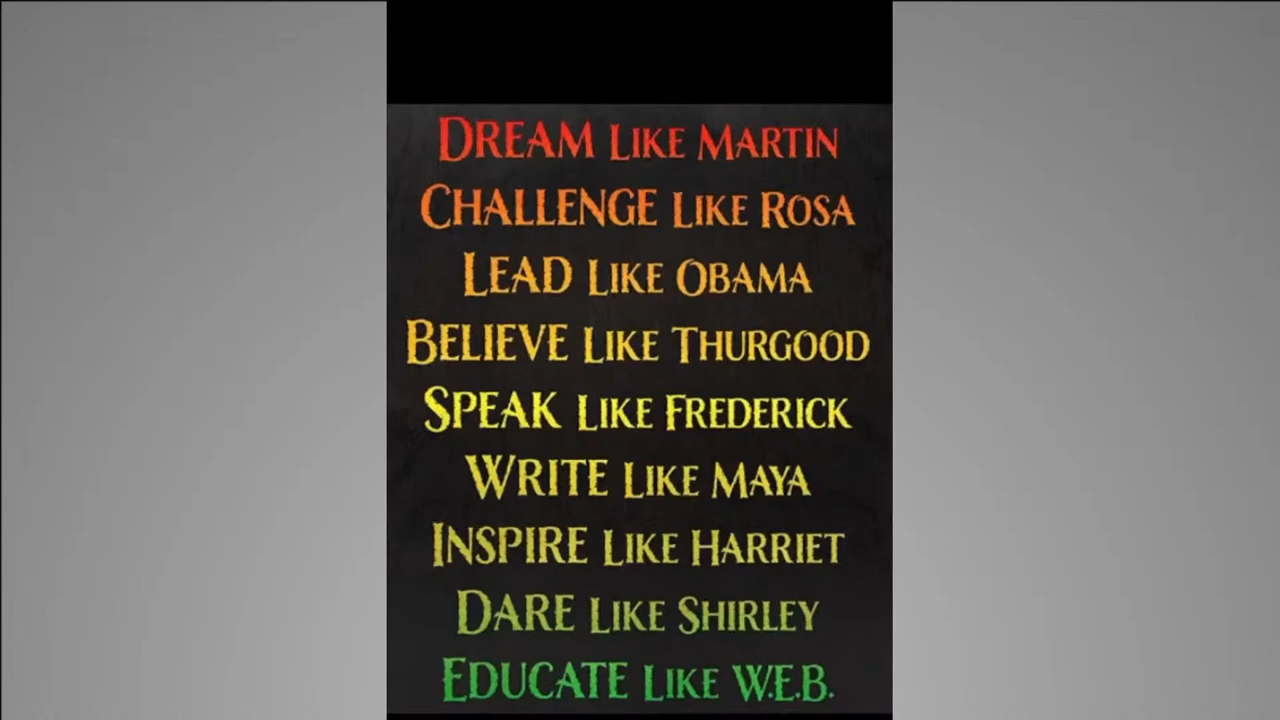 DREAM LIKE MARTIN
CHALLENGE LIKE ROSA
LEAD LIKE OBAMA
BELIEVE LIKE THURGOOD
SPEAK LIKE FREDERICK
WRITE LIKE MAYA
INSPIRE LIKE HARRIET
DARE LIKE SHIRLEY
EDUCATE LIKE W.E.B.